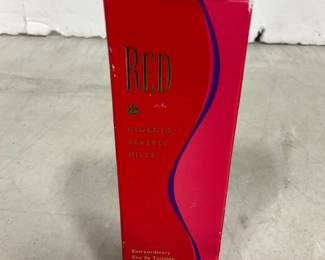 RED
GIORGIO
BEVERLY
HILLS
Extraordinary
Eau de Toilette